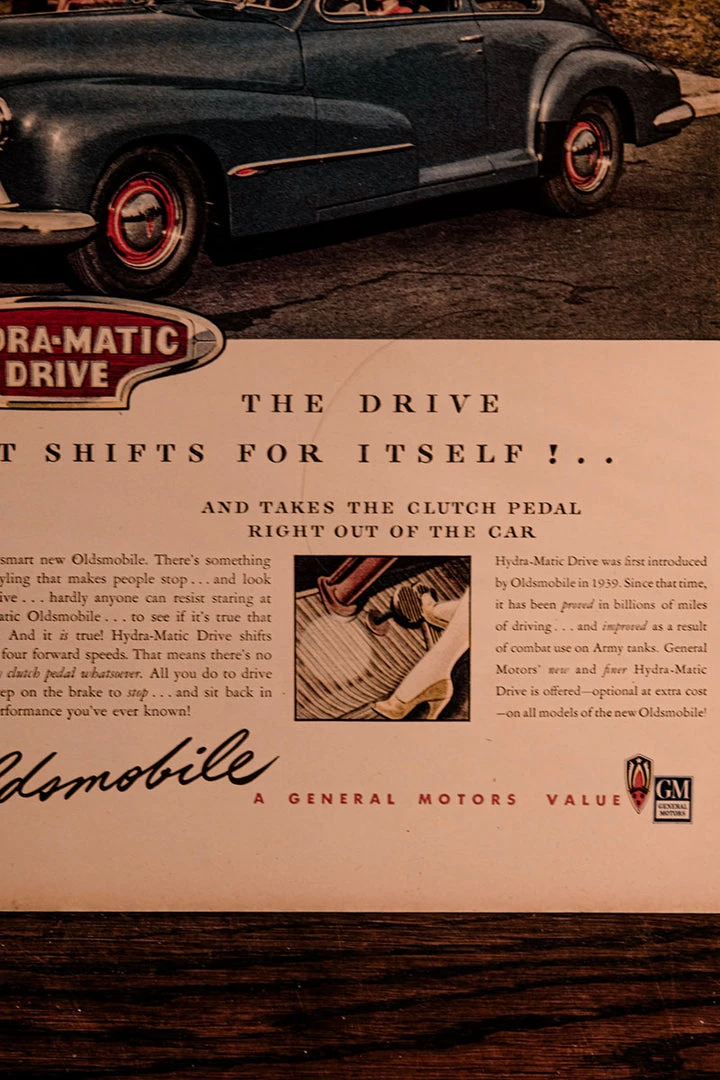 DRA-MATIC
DRIVE
THE DRIVE
T SHIFTS FOR ITSELF!..
AND TAKES THE CLUTCH PEDAL
RIGHT OUT OF THE CAR
smart new Oldsmobile. There's something
yling that makes people stop...and look
ive...hardly anyone can resist staring at
atic Oldsmobile...to see if it's true that
And it is true! Hydra-Matic Drive shifts
four forward speeds. That means there's no
clutch pedal whatsoever. All you do to drive
ep on the brake to stop...and sit back in
rformance you've ever known!
Hydra-Matic Drive was first introduced
by Oldsmobile in 1939. Since that time,
it has been proved in billions of miles
of driving...and improved as a result
of combat use on Army tanks. General
Motors' new and finer Hydra-Matic
Drive is offered—optional at extra cost
—on all models of the new Oldsmobile!
ldsmobile
A GENERAL MOTORS VALUE
GM
GENERAL
MOTORS